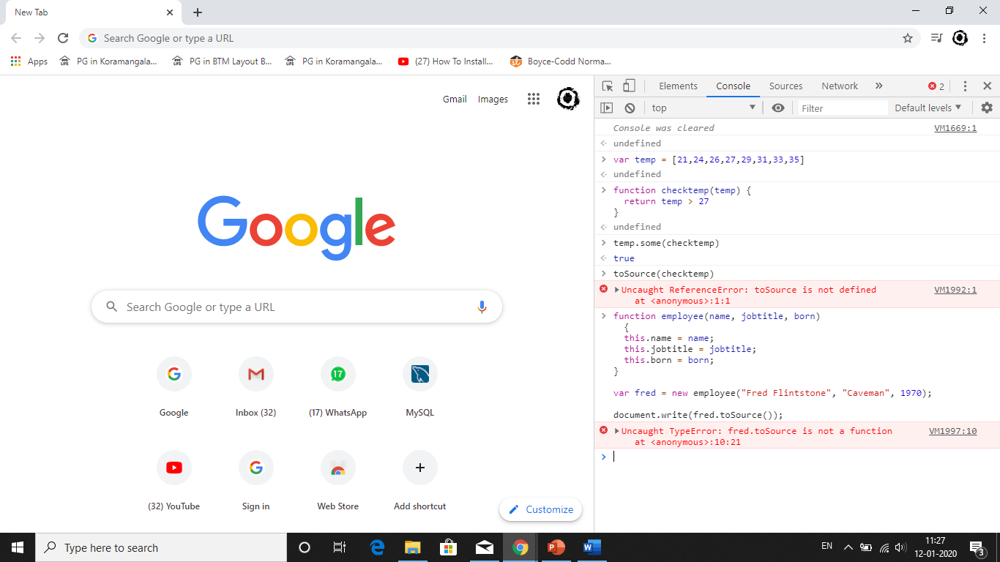 New Tab
Search Google or type a URL
Apps
PG in Koramangala...
PG in BTM Layout B...
PG in Koramangala...
(27) How To Install...
Boyce-Codd Norma...
Gmail
Images
Google
Search Google or type a URL
17
Google
Inbox (32)
(17) WhatsApp
MySQL
(32) YouTube
Sign in
Web Store
Add shortcut
Customize
Elements
Console
Sources
Network
2
top
Filter
Default levels
Console was cleared VM1669:1
undefined
var temp = [21,24,26,27,29,31,33,35]
undefined
function checktemp(temp) {
return temp > 27
}
undefined
temp.some(checktemp)
true
toSource(checktemp)
Uncaught ReferenceError: toSource is not defined VM1992:1
at <anonymous>:1:1
function employee(name, jobtitle, born)
{
this.name = name;
this.jobtitle = jobtitle;
this.born = born;
}
var fred = new employee("Fred Flintstone", "Caveman", 1970);
document.write(fred.toSource());
Uncaught TypeError: fred.toSource is not a function VM1997:10
at <anonymous>:10:21
Type here to search
EN
11:27
12-01-2020
3